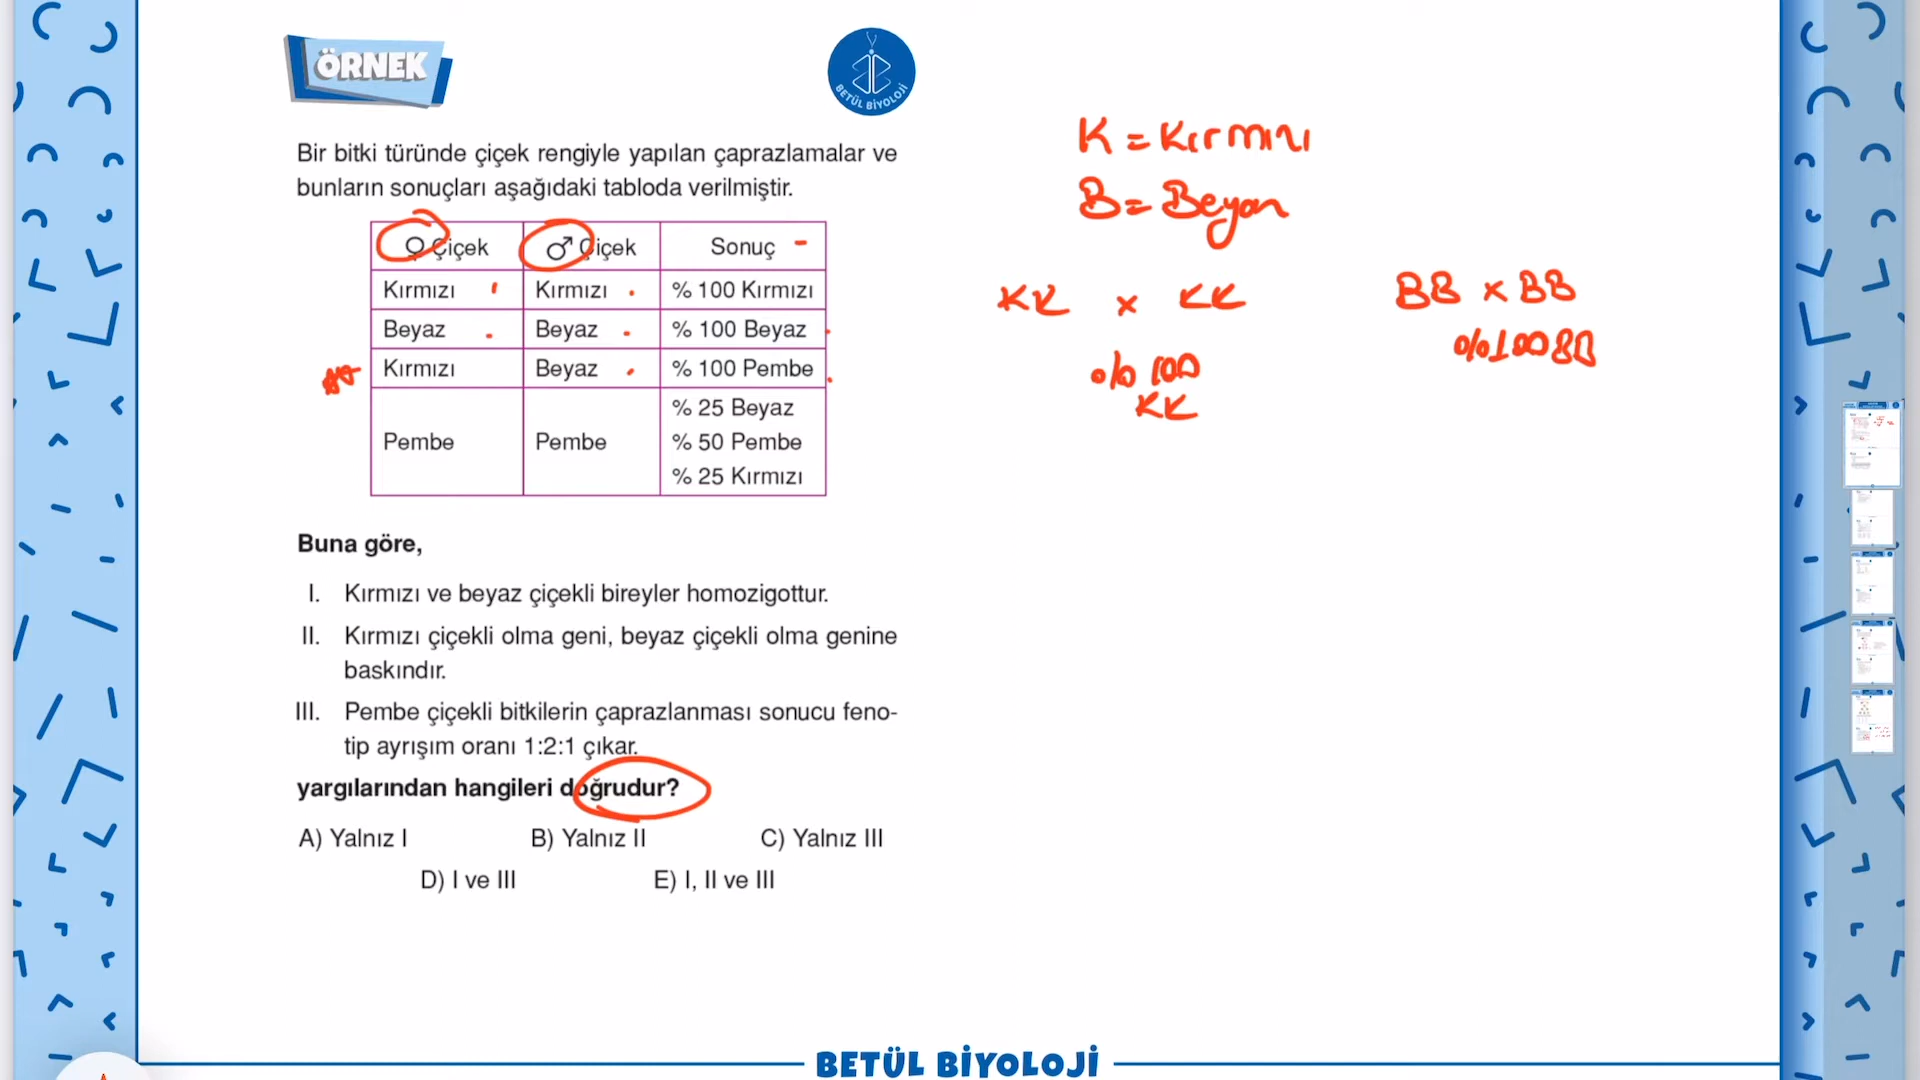 ÖRNEK
BETÜL BİYOLOJİ
Bir bitki türünde çiçek rengiyle yapılan çaprazlamalar ve
bunların sonuçları aşağıdaki tabloda verilmiştir.
♀ Çiçek ♂ Çiçek Sonuç
Kırmızı Kırmızı % 100 Kırmızı
Beyaz Beyaz % 100 Beyaz
Kırmızı Beyaz % 100 Pembe
Pembe Pembe % 25 Beyaz
% 50 Pembe
% 25 Kırmızı
Buna göre,
I. Kırmızı ve beyaz çiçekli bireyler homozigottur.
II. Kırmızı çiçekli olma geni, beyaz çiçekli olma genine
baskındır.
III. Pembe çiçekli bitkilerin çaprazlanması sonucu feno-
tip ayrışım oranı 1:2:1 çıkar.
yargılarından hangileri doğrudur?
A) Yalnız I B) Yalnız II C) Yalnız III
D) I ve III E) I, II ve III
K = Kırmızı
B = Beyaz
KK x KK
% 100
KK
BB x BB
%100 BB
BETÜL BİYOLOJİ